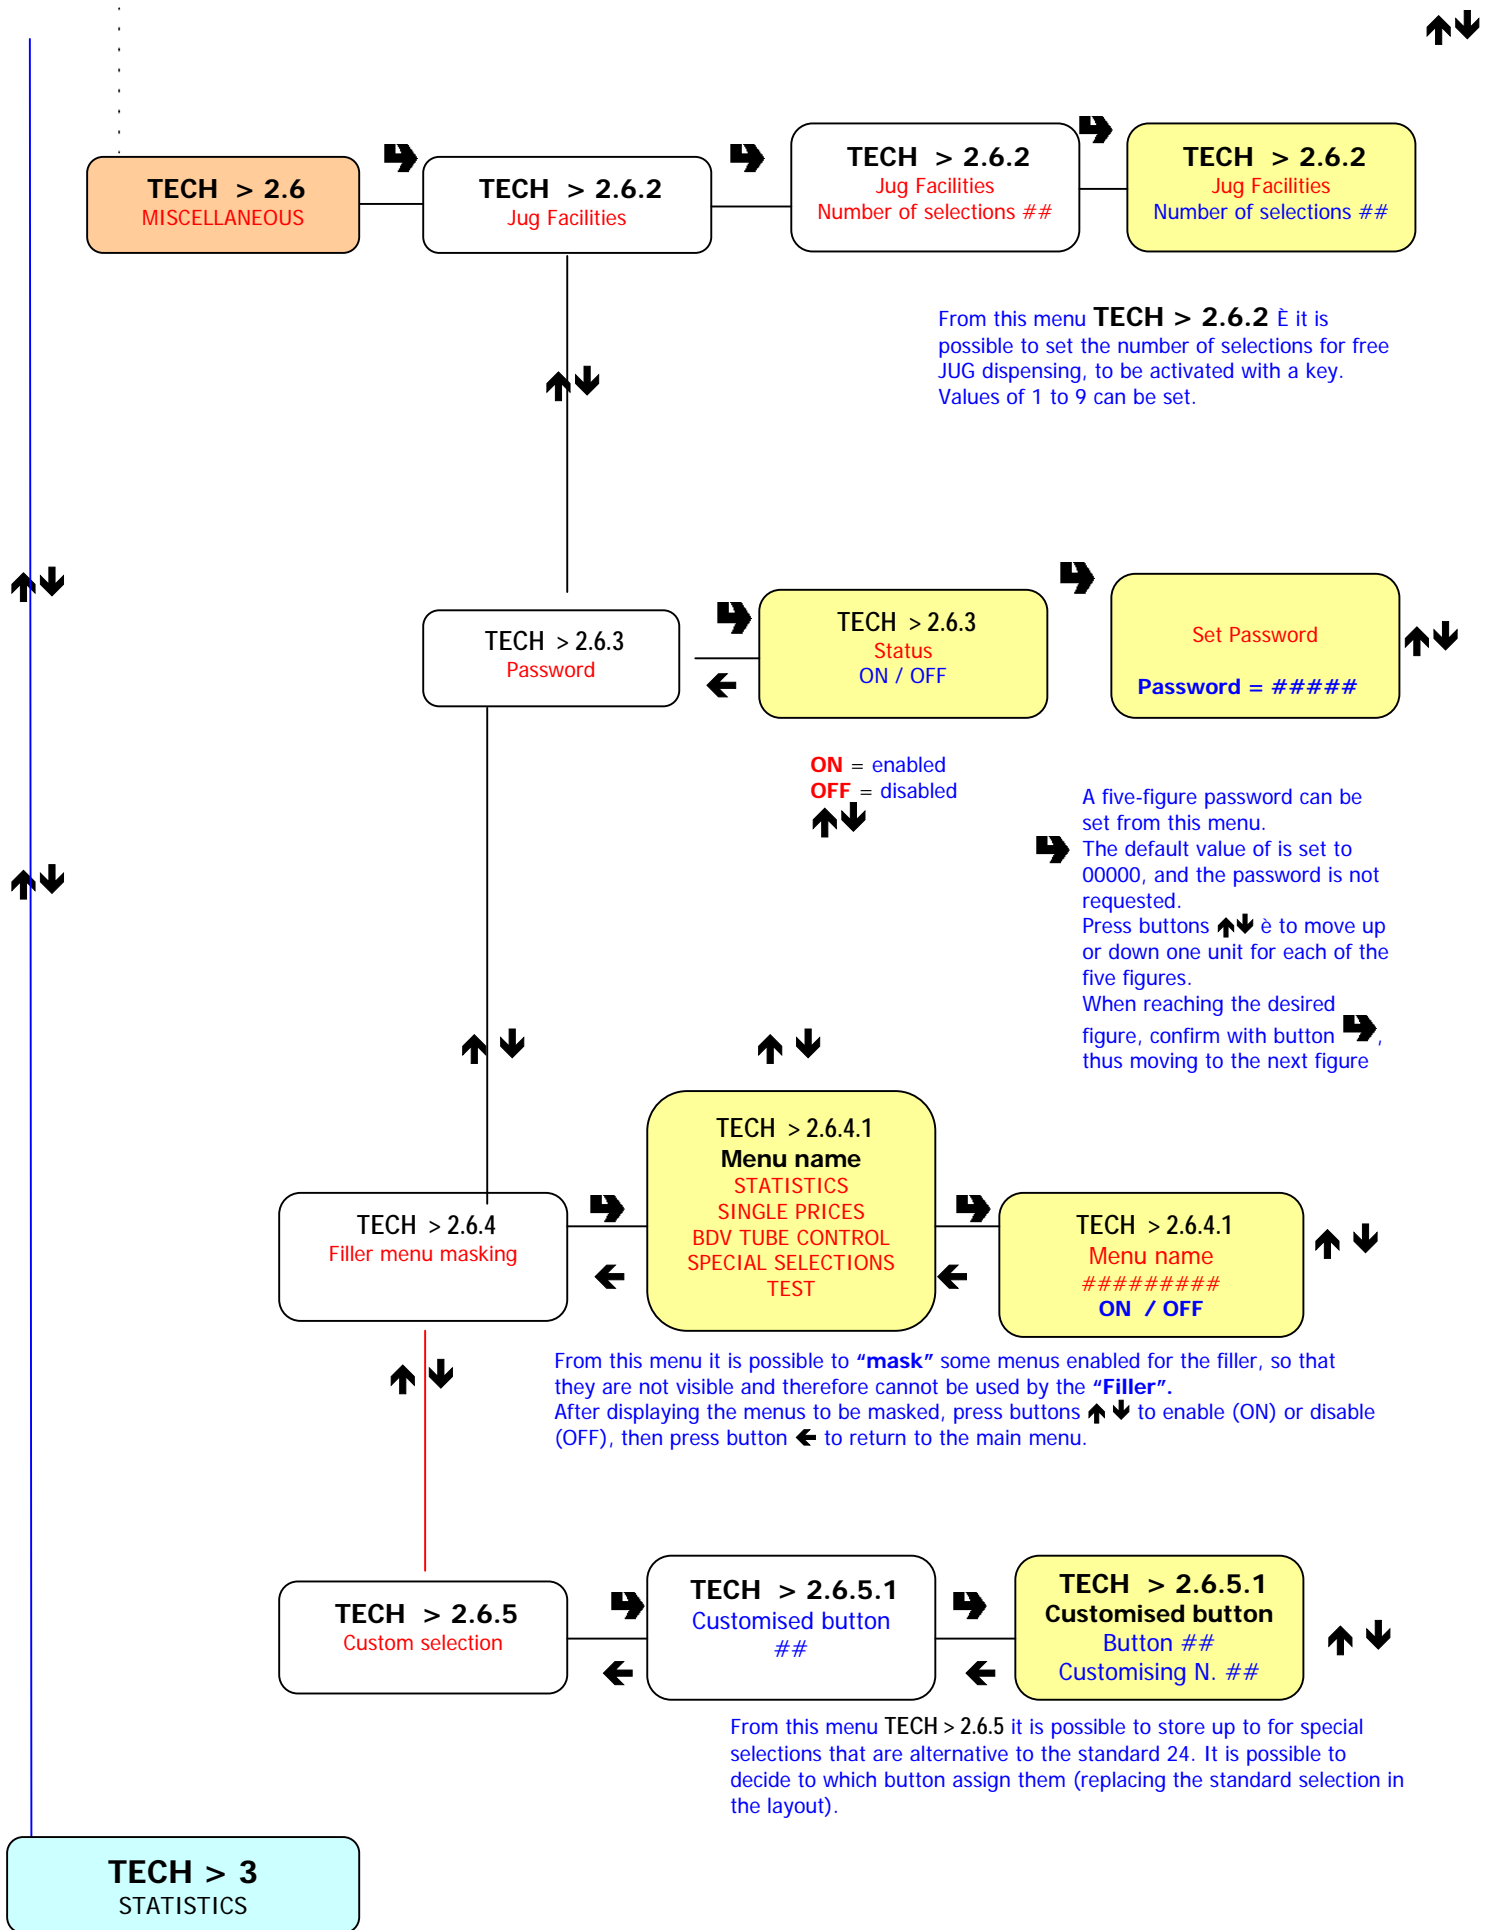 TECH > 2.6
MISCELLANEOUS
TECH > 2.6.2
Jug Facilities
TECH > 2.6.2
Jug Facilities
Number of selections ##
TECH > 2.6.2
Jug Facilities
Number of selections ##
From this menu TECH > 2.6.2 È it is
possible to set the number of selections for free
JUG dispensing, to be activated with a key.
Values of 1 to 9 can be set.
TECH > 2.6.3
Password
TECH > 2.6.3
Status
ON / OFF
Set Password
Password = #####
ON = enabled
OFF = disabled
A five-figure password can be
set from this menu.
The default value of is set to
00000, and the password is not
requested.
Press buttons ↑↓ è to move up
or down one unit for each of the
five figures.
When reaching the desired
figure, confirm with button ,
thus moving to the next figure
TECH > 2.6.4
Filler menu masking
TECH > 2.6.4.1
Menu name
STATISTICS
SINGLE PRICES
BDV TUBE CONTROL
SPECIAL SELECTIONS
TEST
TECH > 2.6.4.1
Menu name
#########
ON / OFF
From this menu it is possible to “mask” some menus enabled for the filler, so that
they are not visible and therefore cannot be used by the “Filler”.
After displaying the menus to be masked, press buttons ↑ ↓ to enable (ON) or disable
(OFF), then press button ← to return to the main menu.
TECH > 2.6.5
Custom selection
TECH > 2.6.5.1
Customised button
##
TECH > 2.6.5.1
Customised button
Button ##
Customising N. ##
From this menu TECH > 2.6.5 it is possible to store up to for special
selections that are alternative to the standard 24. It is possible to
decide to which button assign them (replacing the standard selection in
the layout).
TECH > 3
STATISTICS